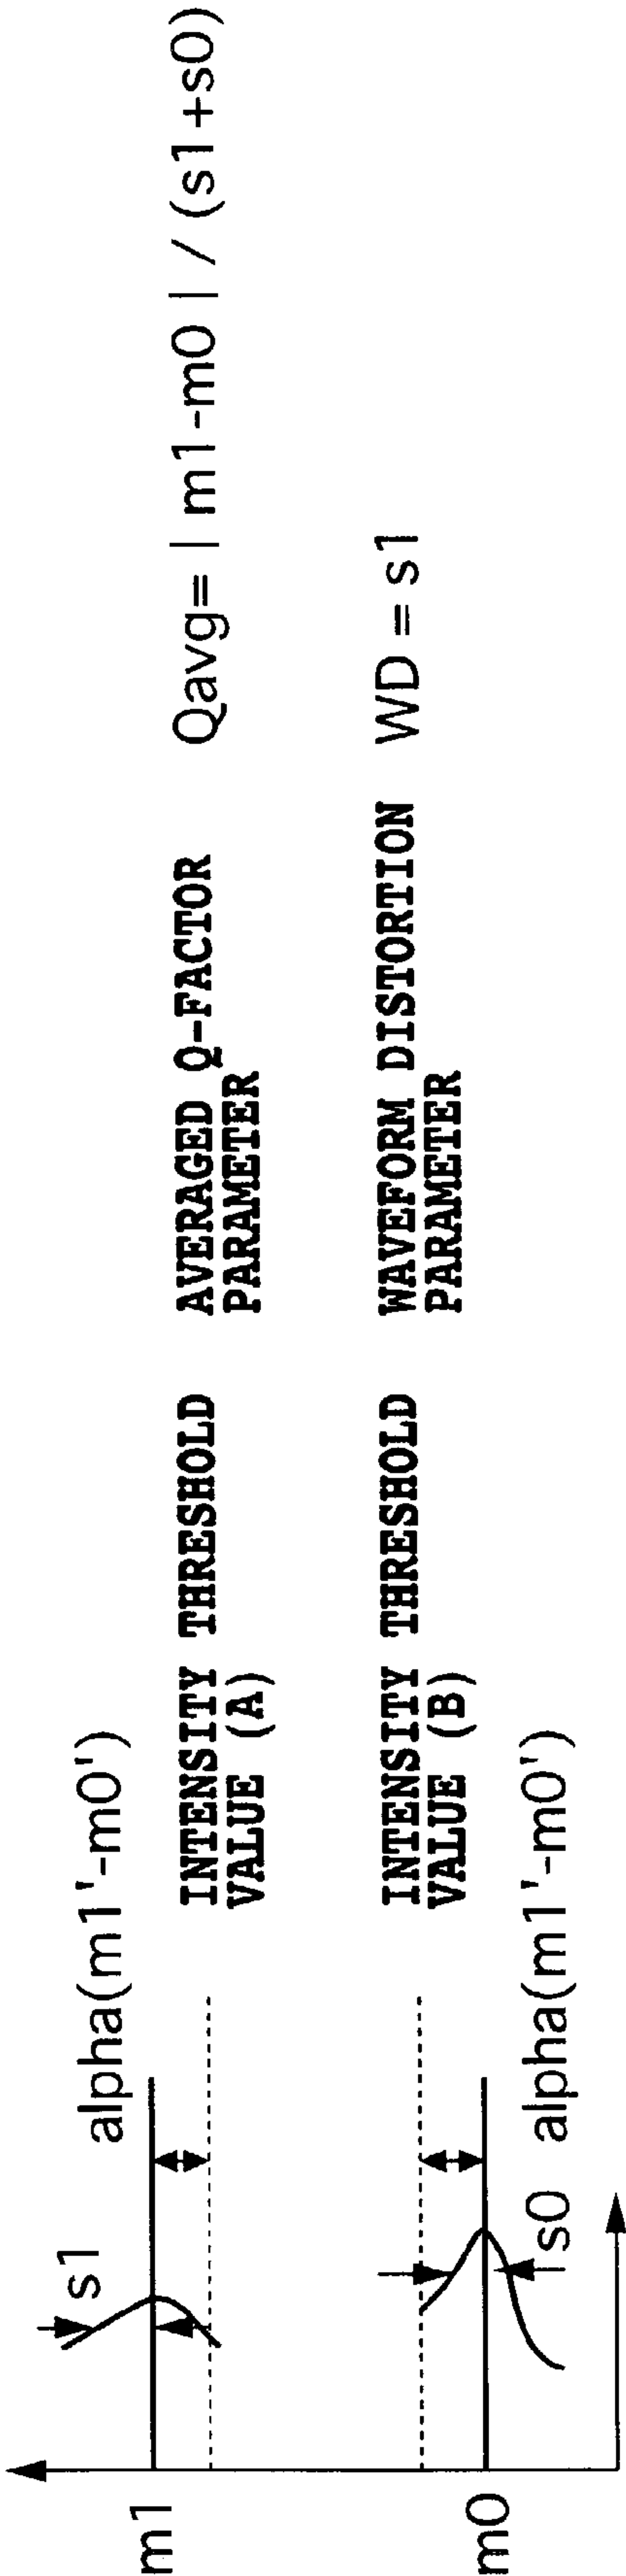 m1
s1
alpha(m1'-m0')
INTENSITY THRESHOLD
VALUE (A)
AVERAGED Q-FACTOR
PARAMETER
Qavg= | m1-m0 | / (s1+s0)
INTENSITY THRESHOLD
VALUE (B)
WAVEFORM DISTORTION
PARAMETER
WD = s1
m0
s0
alpha(m1'-m0')